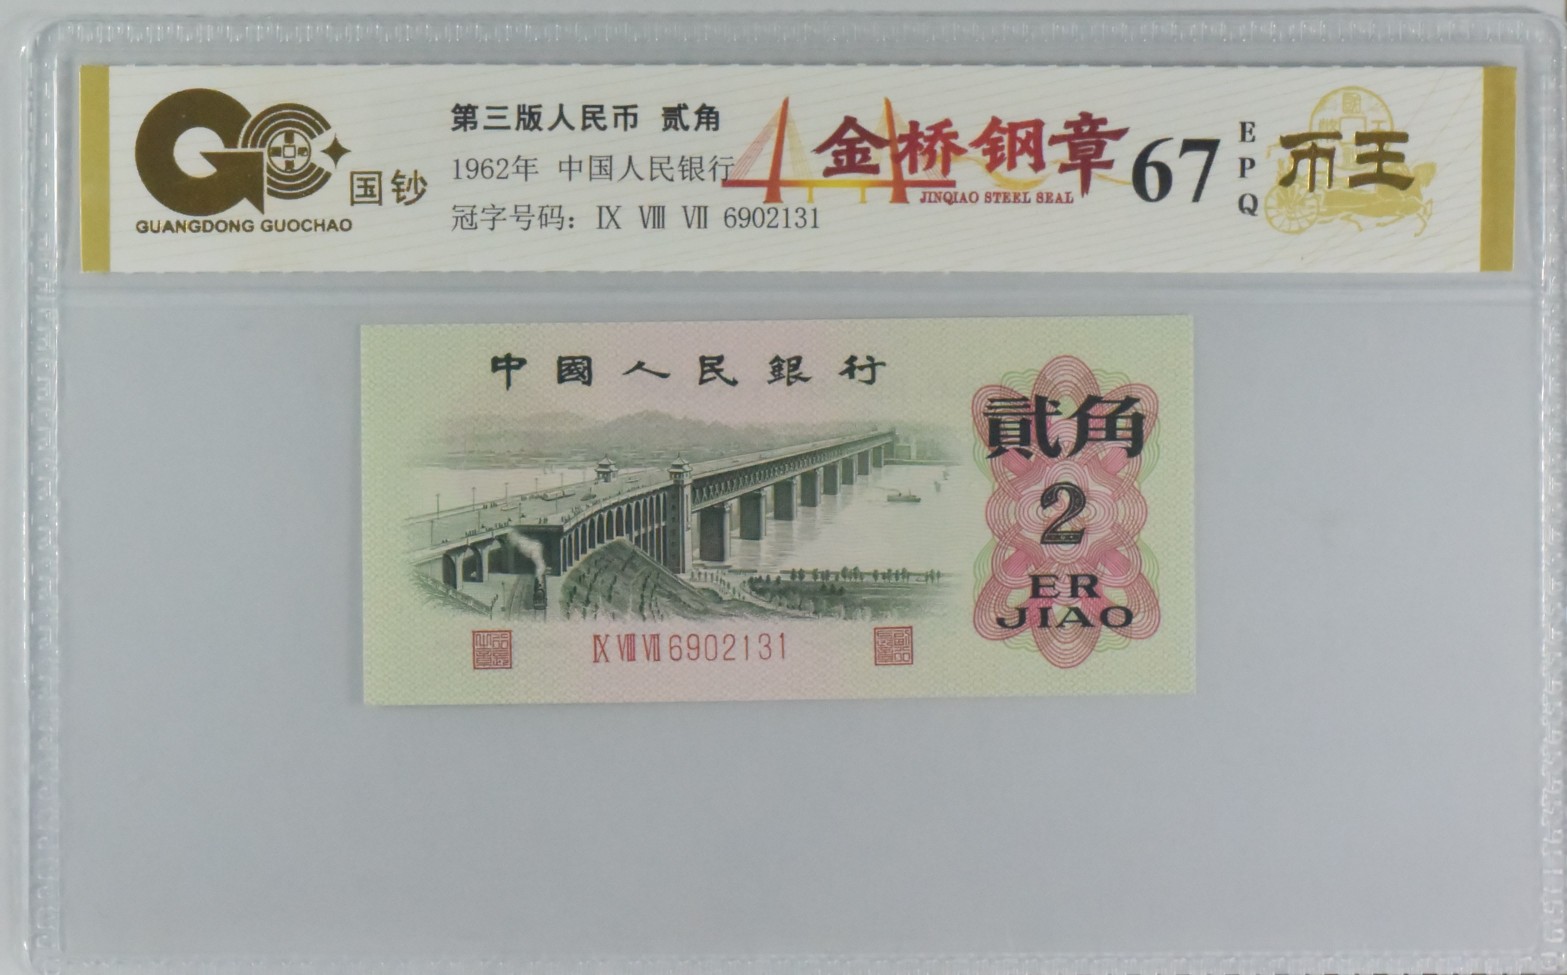 国钞
GUANGDONG GUOCHAO
第三版人民币 贰角
1962年 中国人民银行
冠字号码：Ⅸ Ⅷ Ⅶ 6902131
金桥钢章
JINQIAO STEEL SEAL
67
EPQ
币王
中國人民銀行
貳角
2
ER
JIAO
Ⅸ Ⅷ Ⅶ 6902131